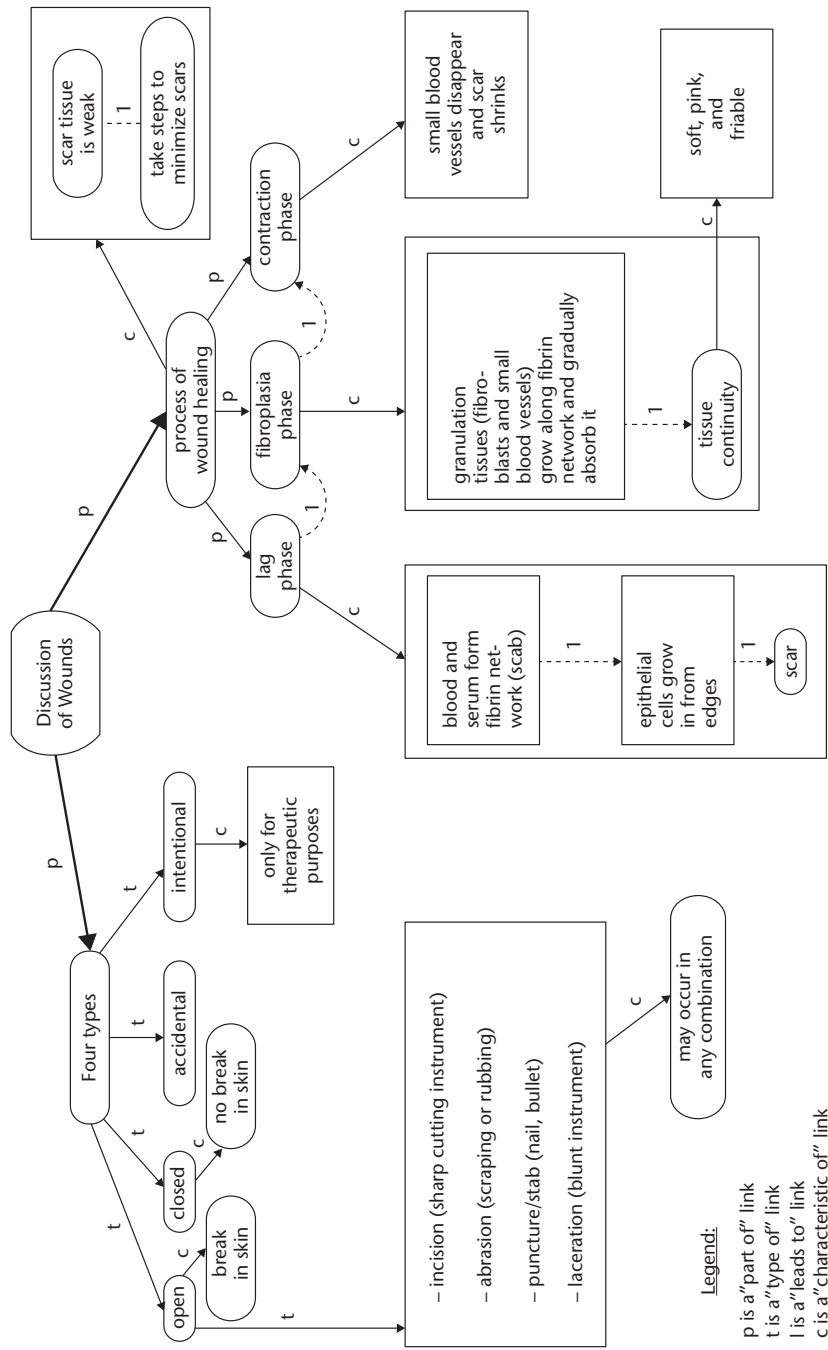 Discussion
of Wounds
p
p
Four types
t
t
t
t
open
closed
accidental
intentional
c
c
c
break
in skin
no break
in skin
only for
therapeutic
purposes
t
– incision (sharp cutting instrument)
– abrasion (scraping or rubbing)
– puncture/stab (nail, bullet)
– laceration (blunt instrument)
c
may occur in
any combination
process of
wound healing
c
scar tissue
is weak
1
take steps to
minimize scars
p
p
p
lag
phase
1
fibroplasia
phase
1
contraction
phase
c
c
c
blood and
serum form
fibrin net-
work (scab)
1
epithelial
cells grow
in from
edges
1
scar
granulation
tissues (fibro-
blasts and small
blood vessels)
grow along fibrin
network and gradually
absorb it
1
tissue
continuity
c
soft, pink,
and
friable
small blood
vessels disappear
and scar
shrinks
Legend:
p is a"part of" link
t is a"type of" link
l is a"leads to" link
c is a"characteristic of" link